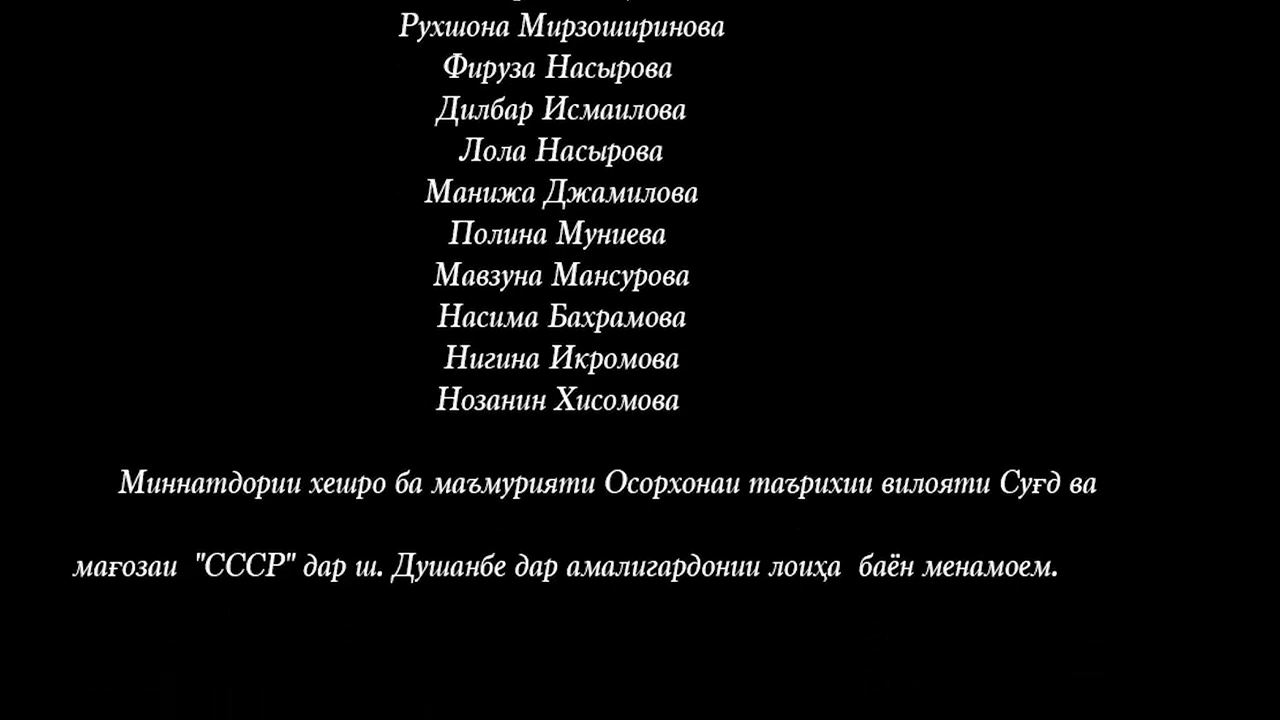 Рухшона Мирзоширинова
Фируза Насырова
Дилбар Исмаилова
Лола Насырова
Манижа Джамилова
Полина Муниева
Мавзуна Мансурова
Насима Бахрамова
Нигина Икромова
Нозанин Хисомова
Миннатдории хешро ба маъмурияти Осорхонаи таърихии вилояти Суғд ва
мағозаи "СССР" дар ш. Душанбе дар амалигардонии лоиҳа баён менамоем.